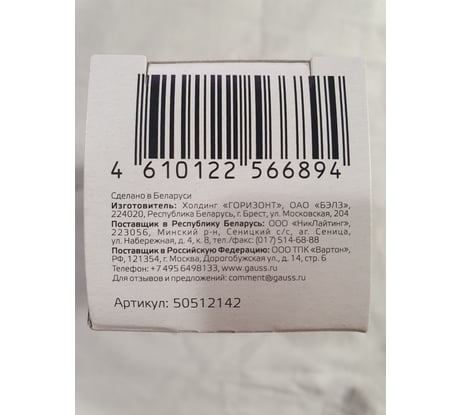 4 610122 566894
Сделано в Беларуси
Изготовитель: Холдинг «ГОРИЗОНТ», ОАО «БЭЛЗ»,
224020, Республика Беларусь, г. Брест, ул. Московская, 204
Поставщик в Республику Беларусь: ООО «НикЛайтинг»,
223056, Минский р-н, Сеницкий с/с, аг. Сеница,
ул. Набережная, д. 4, к. 8, тел./факс: (017) 514-68-88
Поставщик в Российскую Федерацию: ООО ТПК «Вартон»,
РФ, 121354, г. Москва, Дорогобужская ул., д. 14, стр. 6
Телефон: +7 495 6498133, www.gauss.ru
Для отзывов и предложений: comment@gauss.ru
Артикул: 50512142